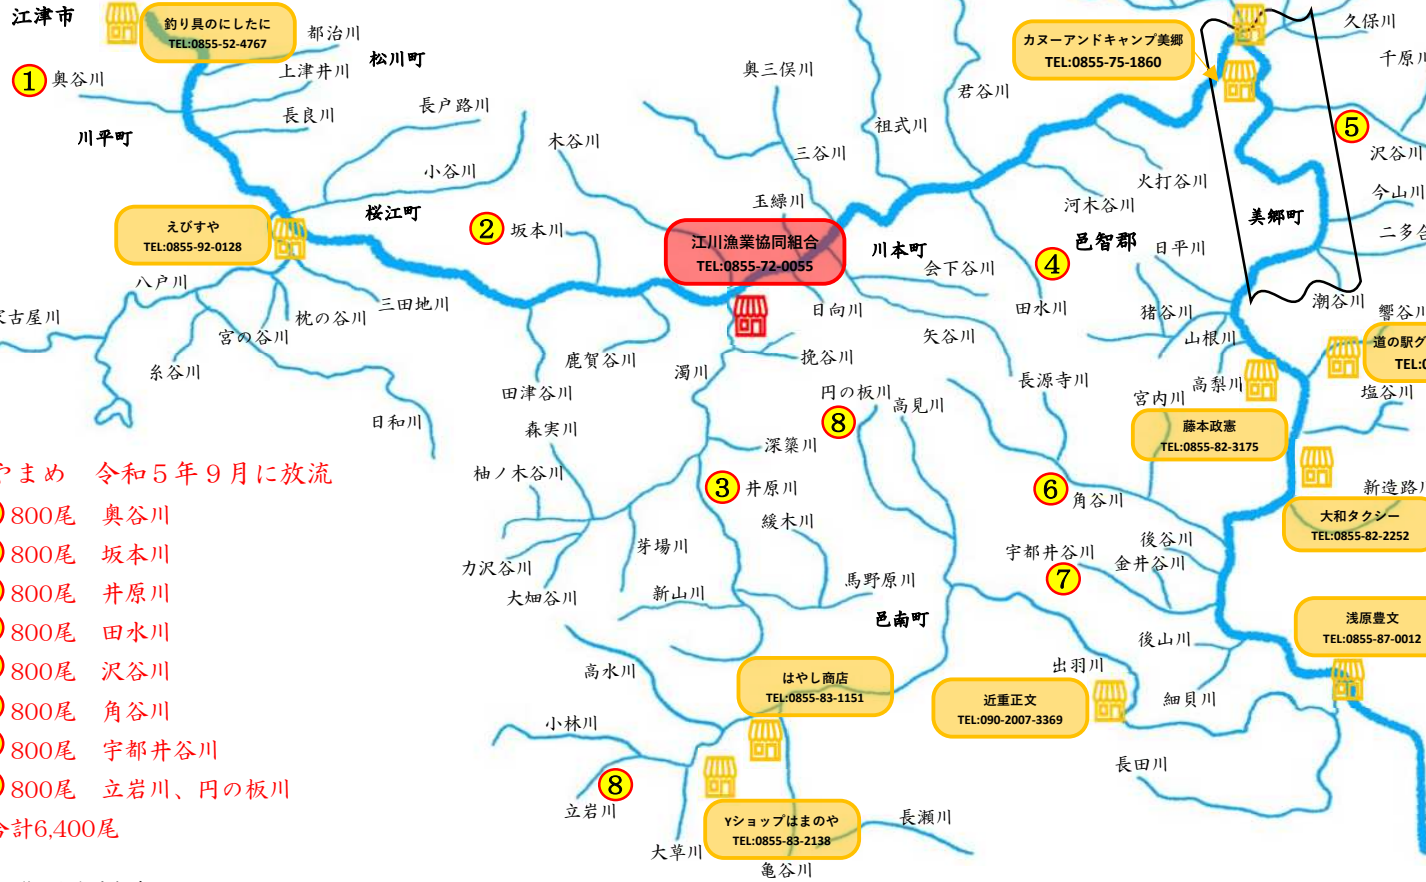 江津市
釣り具のにしたに
TEL:0855-52-4767
都治川
松川町
① 奥谷川
上津井川
長良川
川平町
長戸路川
小谷川
木谷川
桜江町
えびすや
TEL:0855-92-0128
② 坂本川
八戸川
三田地川
枕の谷川
宮の谷川
糸谷川
日和川
古屋川
奥三俣川
三谷川
玉繰川
祖式川
君谷川
江川漁業協同組合
TEL:0855-72-0055
川本町
会下谷川
日向川
矢谷川
挽谷川
濁川
鹿賀谷川
田津谷川
カヌーアンドキャンプ美郷
TEL:0855-75-1860
久保川
千原川
⑤
沢谷川
今山川
二多合
美郷町
火打谷川
河木谷川
邑智郡
④
田水川
日平川
猪谷川
山根川
高梨川
潮谷川
響谷川
道の駅グ
塩谷川
宮内川
藤本政憲
TEL:0855-82-3175
新造路川
大和タクシー
TEL:0855-82-2252
長源寺川
円の板川
⑧
高見川
森実川
柚ノ木谷川
深篥川
③ 井原川
緩木川
⑥ 角谷川
後谷川
金井谷川
宇都井谷川
⑦
芽場川
力沢谷川
大畑谷川
新山川
馬野原川
邑南町
浅原豊文
TEL:0855-87-0012
後山川
出羽川
細貝川
高水川
はやし商店
TEL:0855-83-1151
近重正文
TEL:090-2007-3369
小林川
長田川
⑧
立岩川
Yショップはまのや
TEL:0855-83-2138
長瀬川
大草川
亀谷川
やまめ 令和5年9月に放流
800尾 奥谷川
800尾 坂本川
800尾 井原川
800尾 田水川
800尾 沢谷川
800尾 角谷川
800尾 宇都井谷川
800尾 立岩川、円の板川
合計6,400尾